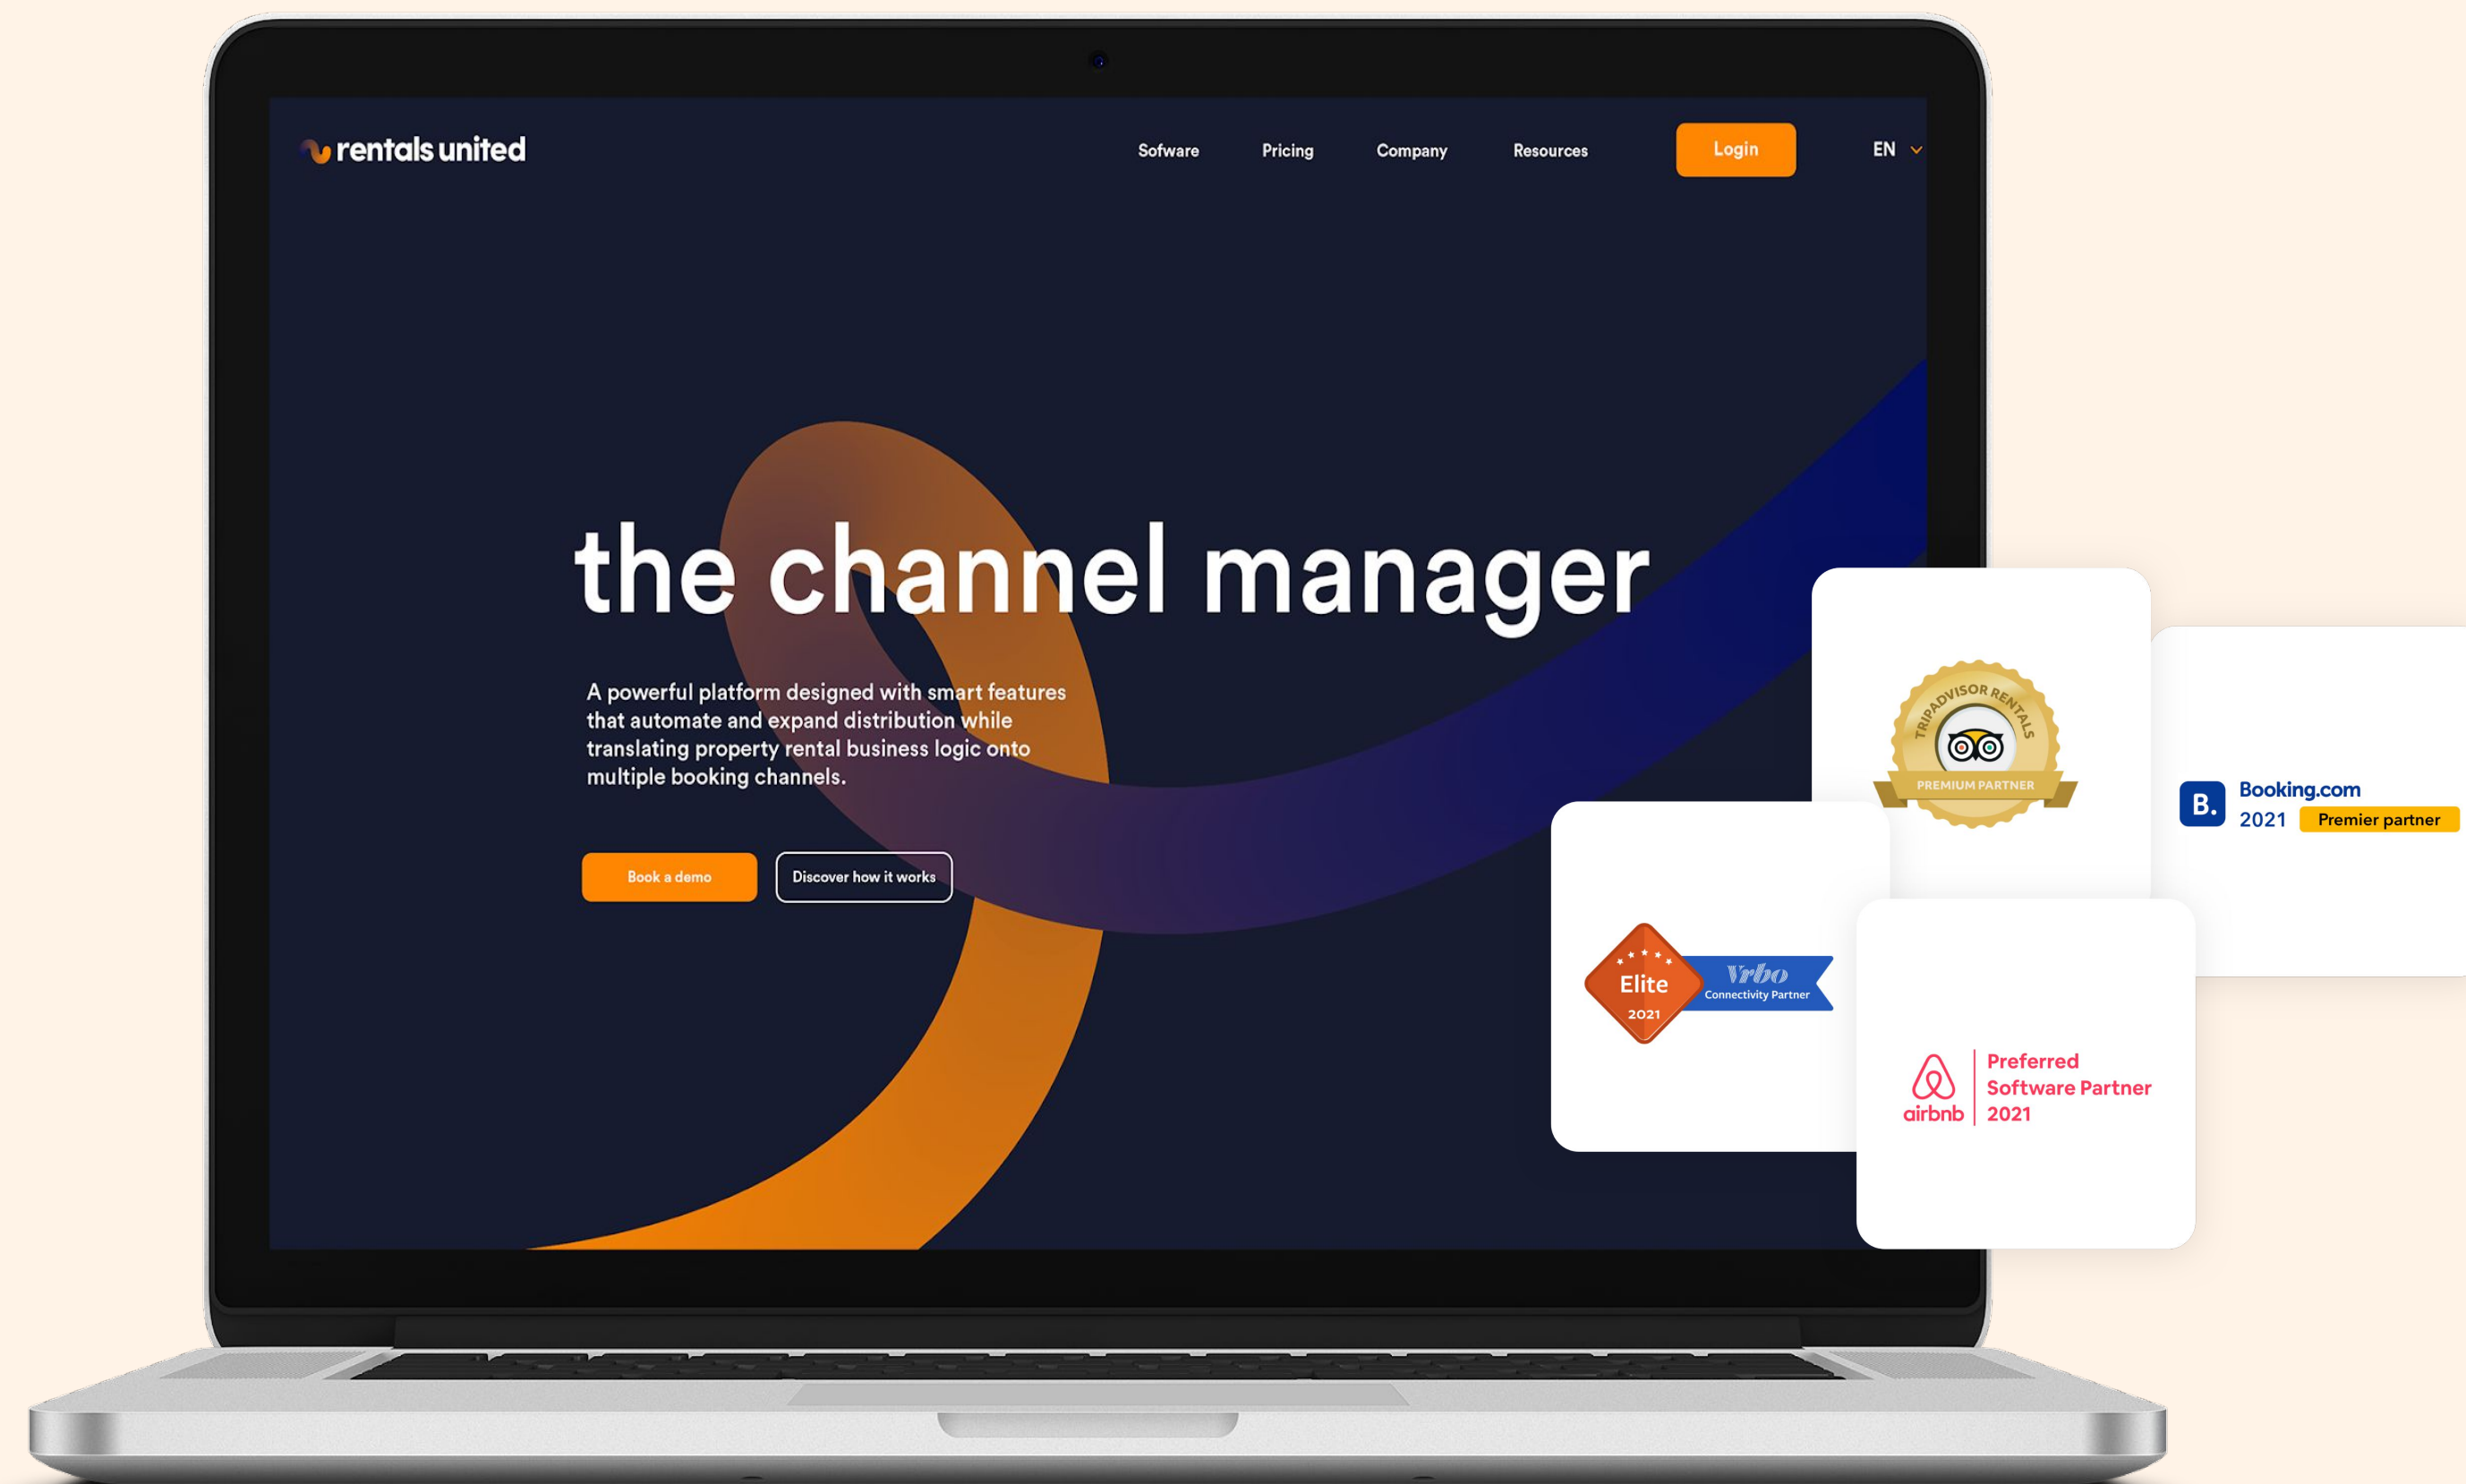 rentals united
Sofware
Pricing
Company
Resources
Login
EN
the channel manager
A powerful platform designed with smart features
that automate and expand distribution while
translating property rental business logic onto
multiple booking channels.
Book a demo
Discover how it works
TRIPADVISOR RENTALS
PREMIUM PARTNER
B.
Booking.com
2021 Premier partner
Elite
2021
Vrbo
Connectivity Partner
airbnb
Preferred
Software Partner
2021